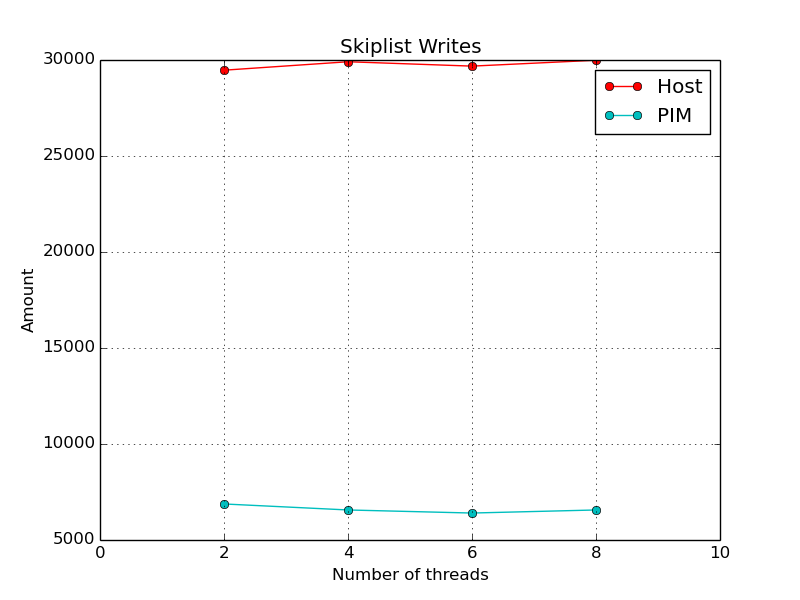 Skiplist Writes
30000
25000
20000
15000
10000
5000
Amount
Host
PIM
0 2 4 6 8 10
Number of threads